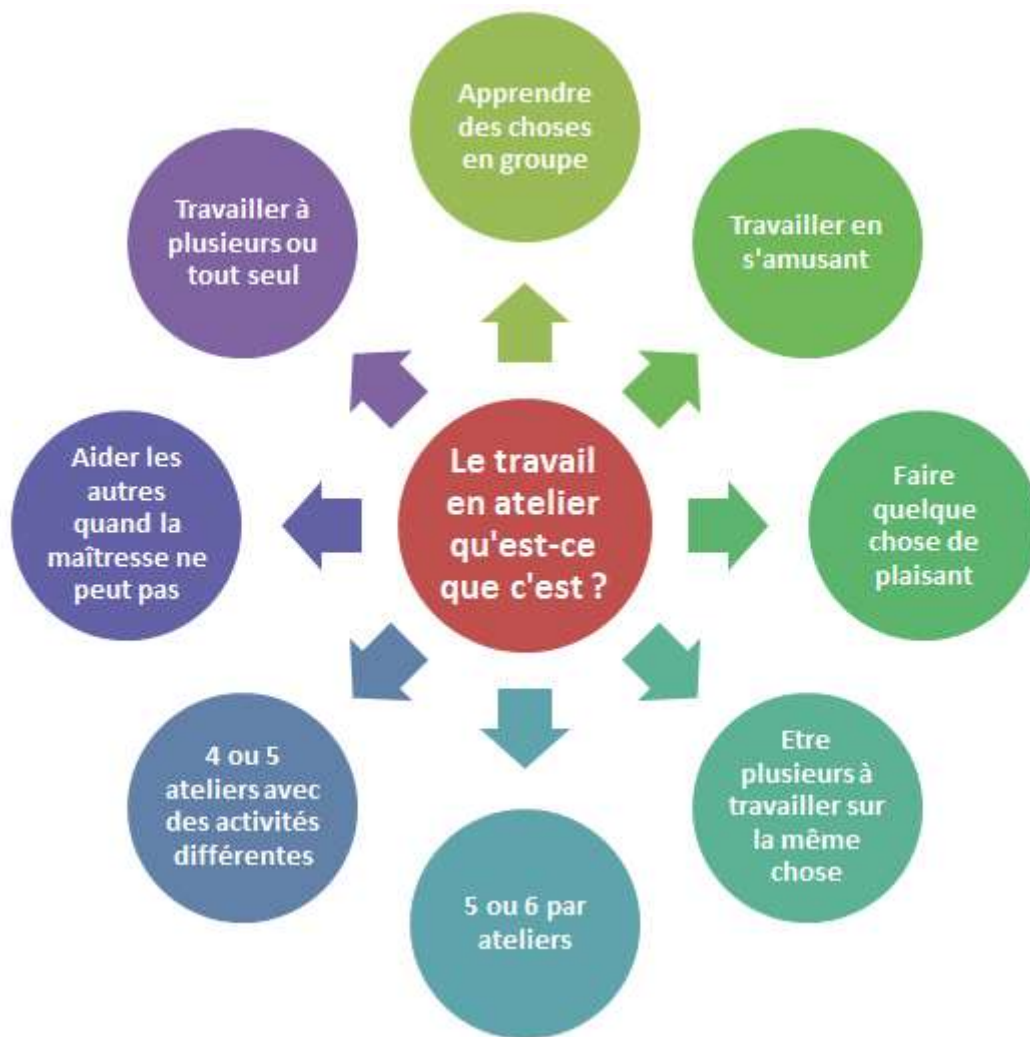 Le travail
en atelier
qu'est-ce
que c'est ?
Apprendre
des choses
en groupe
Travailler en
s'amusant
Faire
quelque
chose de
plaisant
Etre
plusieurs à
travailler sur
la même
chose
5 ou 6 par
ateliers
4 ou 5
ateliers avec
des activités
différentes
Aider les
autres
quand la
maîtresse ne
peut pas
Travailler à
plusieurs ou
tout seul